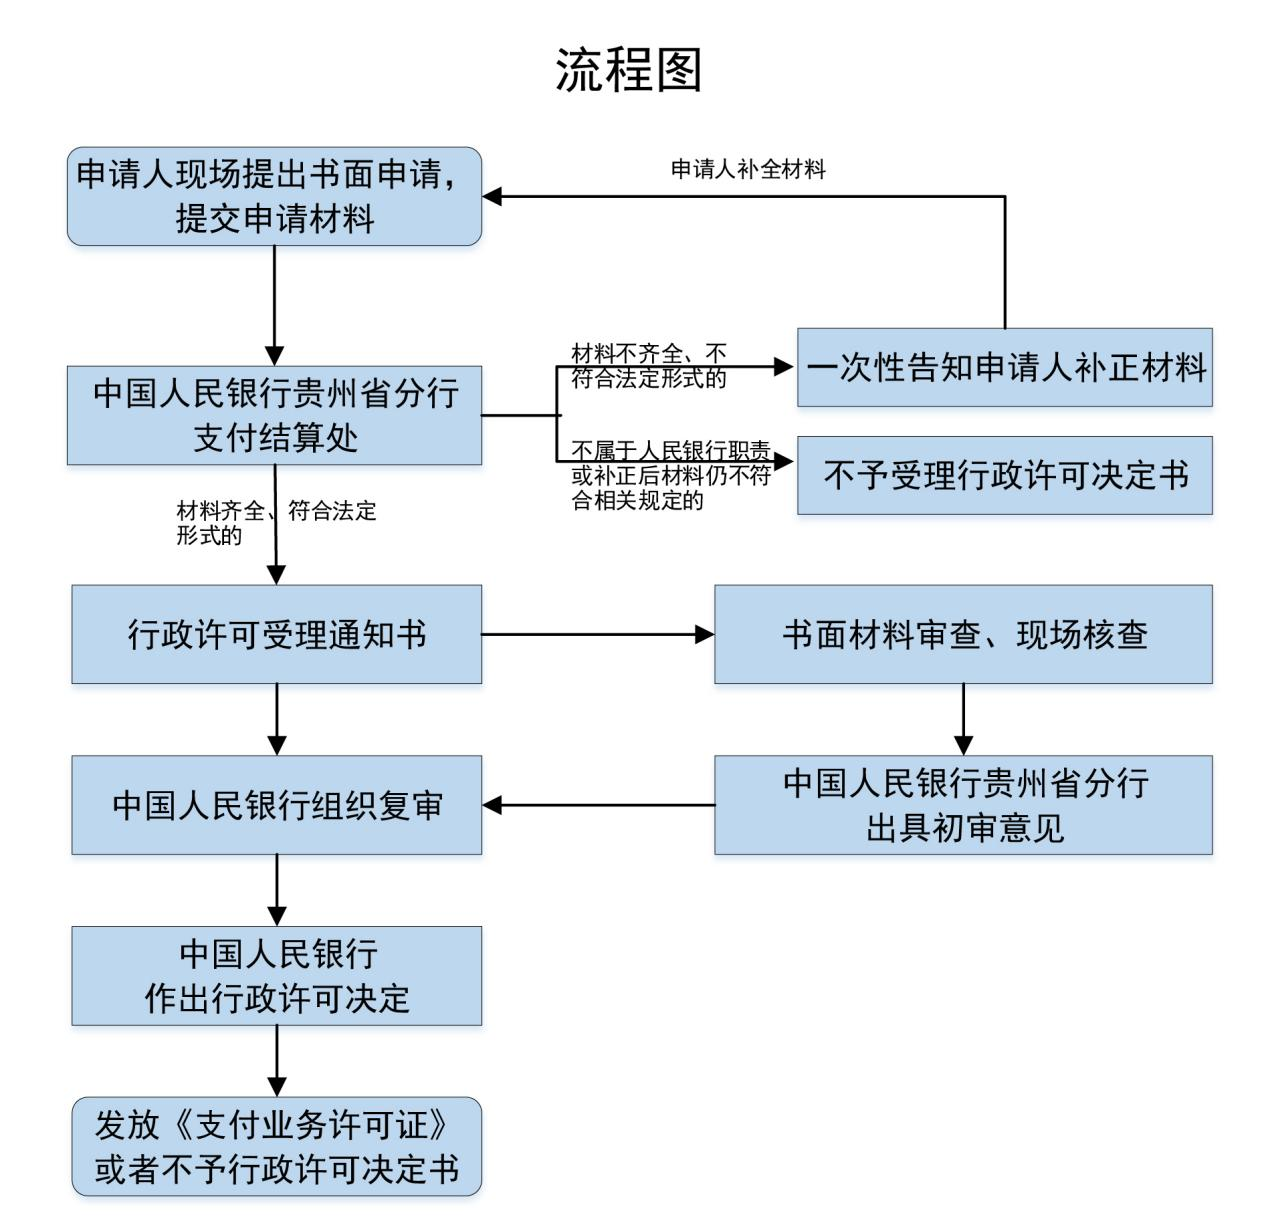 流程图
申请人现场提出书面申请，
提交申请材料
申请人补全材料
中国人民银行贵州省分行
支付结算处
材料不齐全、不
符合法定形式的
一次性告知申请人补正材料
不属于人民银行职责
或补正后材料仍不符
合相关规定的
不予受理行政许可决定书
材料齐全、符合法定
形式的
行政许可受理通知书
书面材料审查、现场核查
中国人民银行组织复审
中国人民银行贵州省分行
出具初审意见
中国人民银行
作出行政许可决定
发放《支付业务许可证》
或者不予行政许可决定书